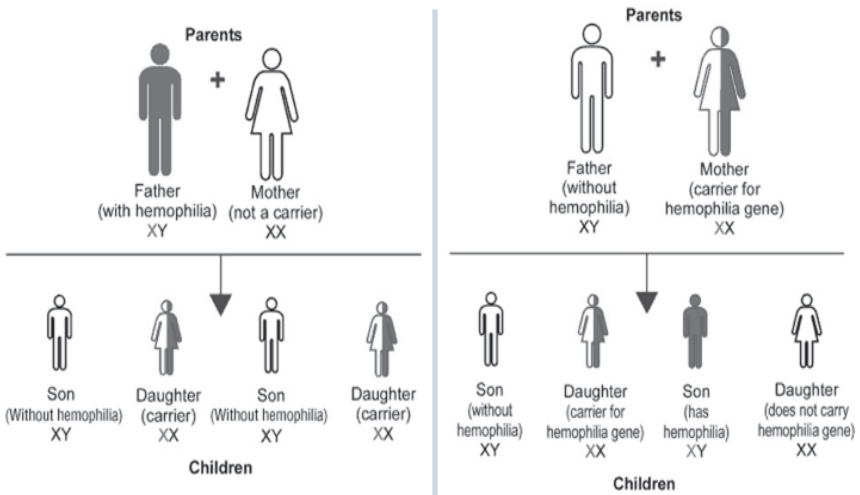 Parents
+
Father
(with hemophilia)
XY
Mother
(not a carrier)
XX
Son
(Without hemophilia)
XY
Daughter
(carrier)
XX
Son
(Without hemophilia)
XY
Daughter
(carrier)
XX
Children
Parents
+
Father
(without
hemophilia)
XY
Mother
(carrier for
hemophilia gene)
XX
Son
(without
hemophilia)
XY
Daughter
(carrier for
hemophilia gene)
XX
Son
(has
hemophilia)
XY
Daughter
(does not carry
hemophilia gene)
XX
Children